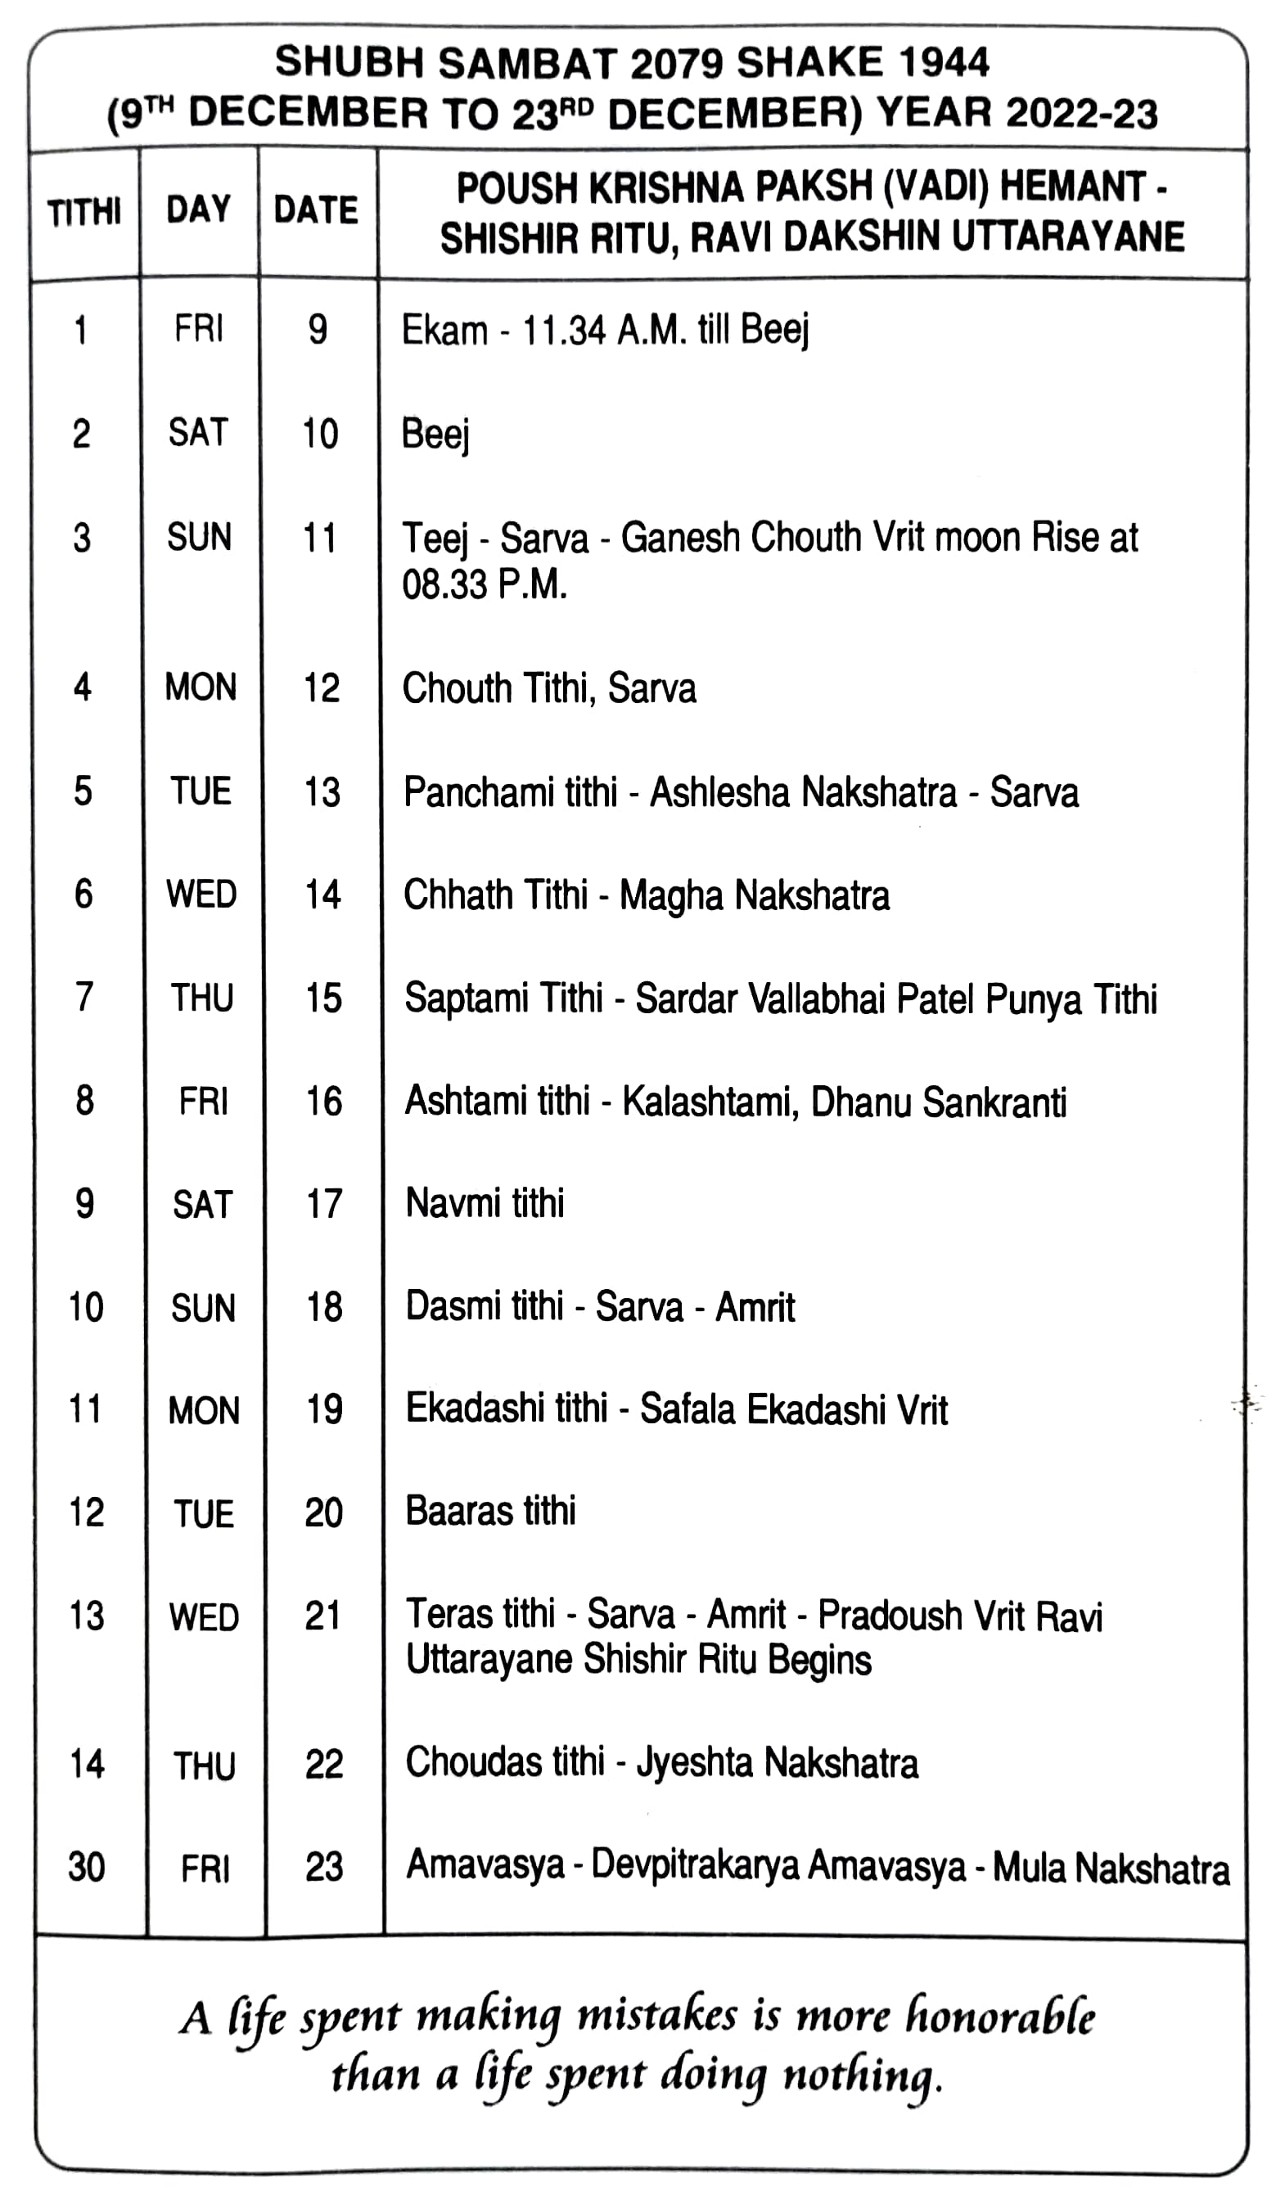 SHUBH SAMBAT 2079 SHAKE 1944
(9TH DECEMBER TO 23RD DECEMBER) YEAR 2022-23
TITHI DAY DATE POUSH KRISHNA PAKSH (VADI) HEMANT -
SHISHIR RITU, RAVI DAKSHIN UTTARAYANE
1 FRI 9 Ekam - 11.34 A.M. till Beej
2 SAT 10 Beej
3 SUN 11 Teej - Sarva - Ganesh Chouth Vrit moon Rise at
08.33 P.M.
4 MON 12 Chouth Tithi, Sarva
5 TUE 13 Panchami tithi - Ashlesha Nakshatra - Sarva
6 WED 14 Chhath Tithi - Magha Nakshatra
7 THU 15 Saptami Tithi - Sardar Vallabhai Patel Punya Tithi
8 FRI 16 Ashtami tithi - Kalashtami, Dhanu Sankranti
9 SAT 17 Navmi tithi
10 SUN 18 Dasmi tithi - Sarva - Amrit
11 MON 19 Ekadashi tithi - Safala Ekadashi Vrit
12 TUE 20 Baaras tithi
13 WED 21 Teras tithi - Sarva - Amrit - Pradoush Vrit Ravi
Uttarayane Shishir Ritu Begins
14 THU 22 Choudas tithi - Jyeshta Nakshatra
30 FRI 23 Amavasya - Devpitrakarya Amavasya - Mula Nakshatra
A life spent making mistakes is more honorable
than a life spent doing nothing.